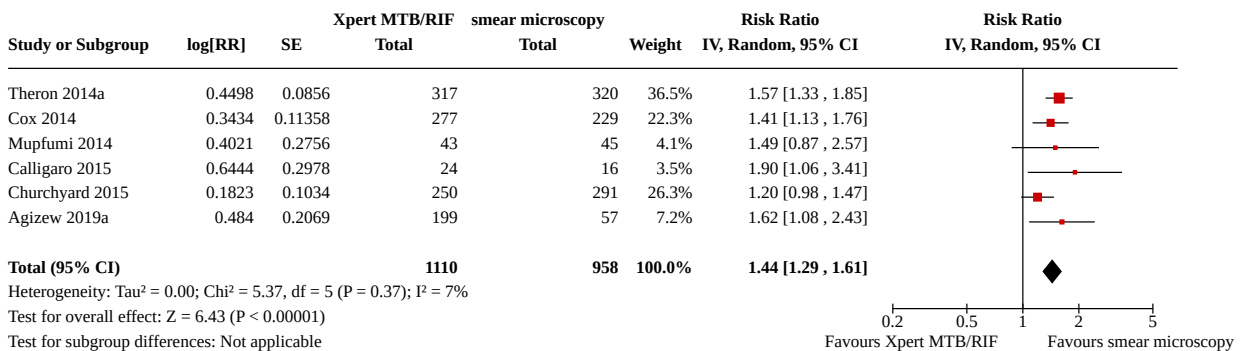 Xpert MTB/RIF smear microscopy Risk Ratio Risk Ratio
Study or Subgroup log[RR] SE Total Total Weight IV, Random, 95% CI IV, Random, 95% CI
Theron 2014a 0.4498 0.0856 317 320 36.5% 1.57 [1.33 , 1.85]
Cox 2014 0.3434 0.11358 277 229 22.3% 1.41 [1.13 , 1.76]
Mupfumi 2014 0.4021 0.2756 43 45 4.1% 1.49 [0.87 , 2.57]
Calligaro 2015 0.6444 0.2978 24 16 3.5% 1.90 [1.06 , 3.41]
Churchyard 2015 0.1823 0.1034 250 291 26.3% 1.20 [0.98 , 1.47]
Agizew 2019a 0.484 0.2069 199 57 7.2% 1.62 [1.08 , 2.43]
Total (95% CI) 1110 958 100.0% 1.44 [1.29 , 1.61]
Heterogeneity: Tau² = 0.00; Chi² = 5.37, df = 5 (P = 0.37); I² = 7%
Test for overall effect: Z = 6.43 (P < 0.00001)
0.2 0.5 1 2 5
Test for subgroup differences: Not applicable
Favours Xpert MTB/RIF Favours smear microscopy